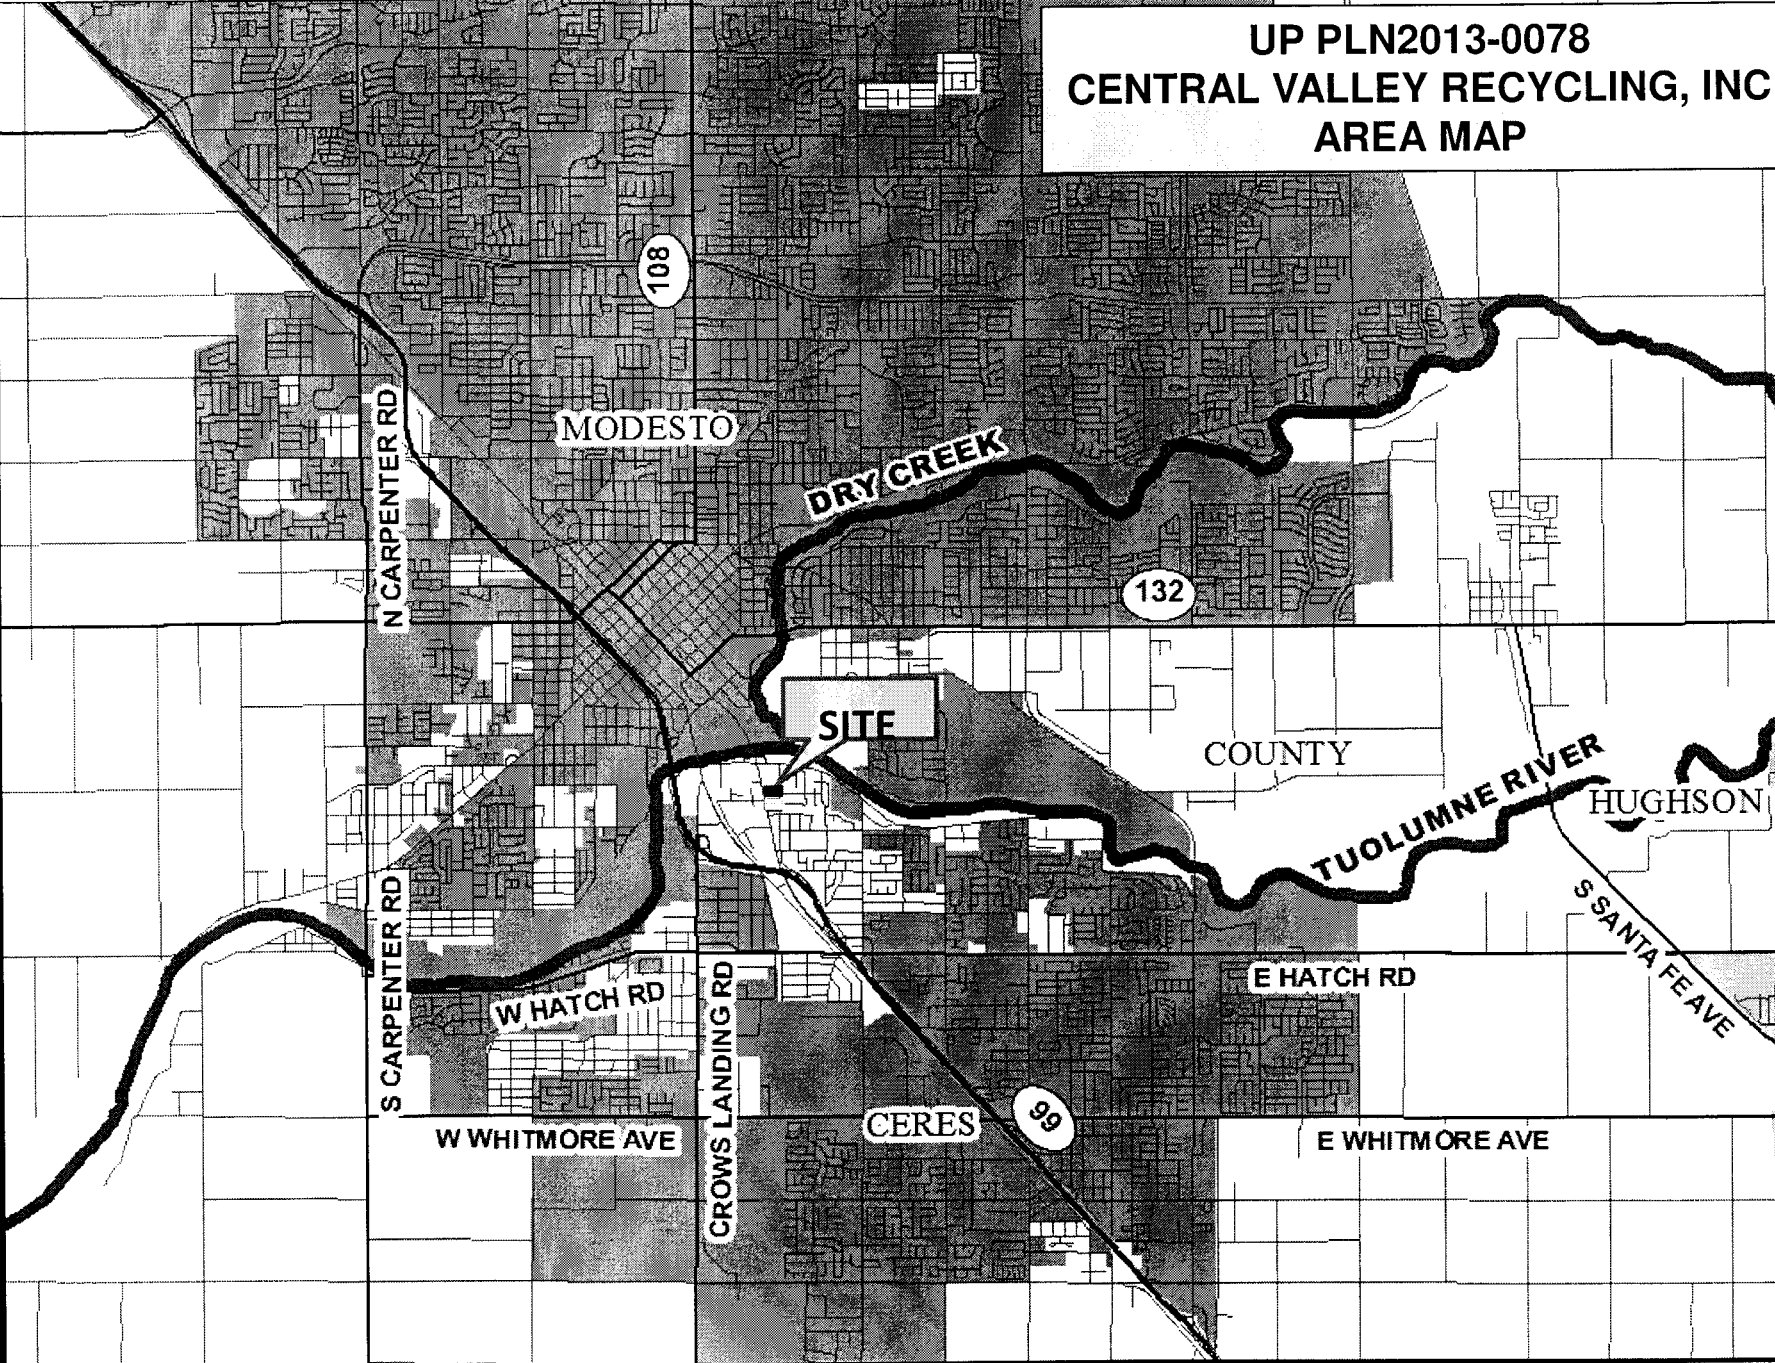 UP PLN2013-0078
CENTRAL VALLEY RECYCLING, INC
AREA MAP
108
N CARPENTER RD
MODESTO
DRY CREEK
132
SITE
COUNTY
TUOLUMNE RIVER
HUGHSON
S CARPENTER RD
S SANTA FE AVE
W HATCH RD
CROWS LANDING RD
E HATCH RD
99
CERES
W WHITMORE AVE
E WHITMORE AVE